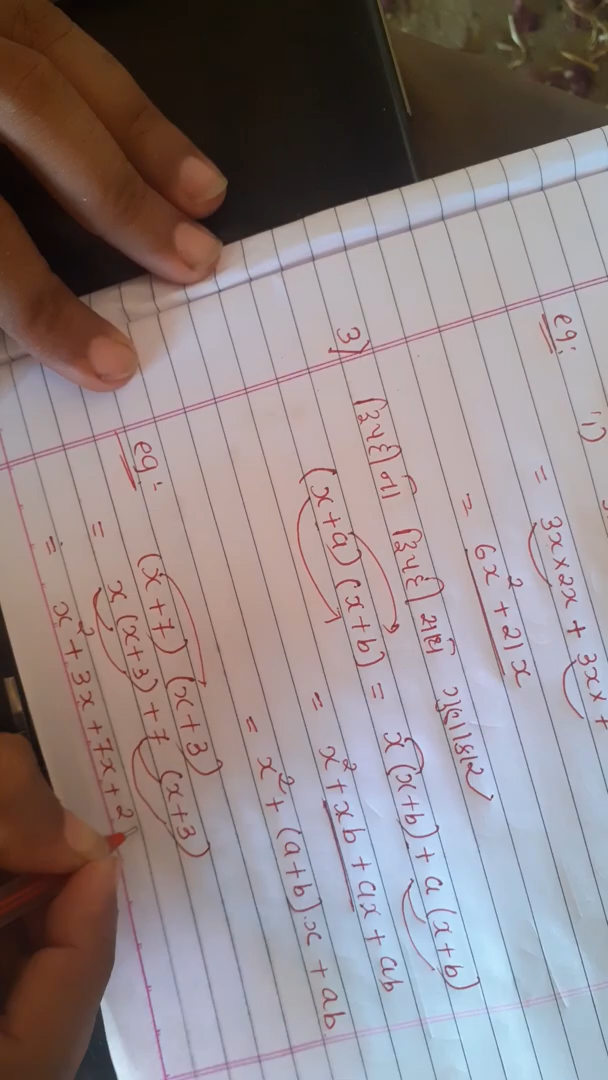 eg: 1)
= 3x × 2x + 3x × 7
= 6x² + 21x
3) દ્વિપદી ના દ્વિપદી સાથે ગુણાકાર
(x+a) (x+b) = x(x+b) + a(x+b)
= x² + xb + ax + ab
= x² + (a+b)x + ab
eg:
(x+7) (x+3)
= x(x+3) + 7(x+3)
= x² + 3x + 7x + 2